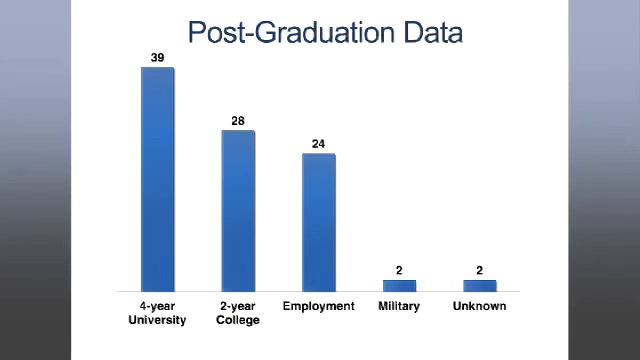 Post-Graduation Data
39
28
24
2
2
4-year
University
2-year
College
Employment
Military
Unknown